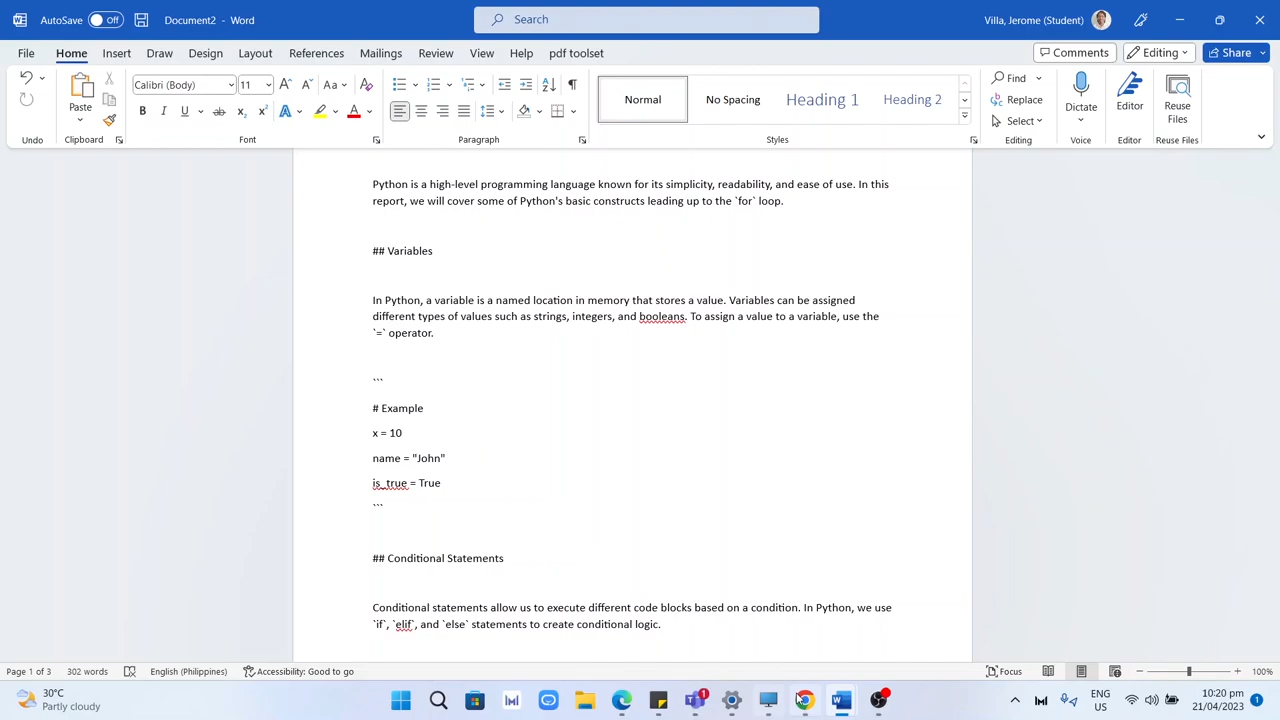 AutoSave Off Document2 - Word Search Villa, Jerome (Student)
File Home Insert Draw Design Layout References Mailings Review View Help pdf toolset Comments Editing Share
Paste Calibri (Body) 11 Normal No Spacing Heading 1 Heading 2 Find Replace Select Dictate Editor Reuse Files
Undo Clipboard Font Paragraph Styles Editing Voice Editor Reuse Files
Python is a high-level programming language known for its simplicity, readability, and ease of use. In this
report, we will cover some of Python's basic constructs leading up to the `for` loop.
## Variables
In Python, a variable is a named location in memory that stores a value. Variables can be assigned
different types of values such as strings, integers, and booleans. To assign a value to a variable, use the
`=` operator.
```
# Example
x = 10
name = "John"
is_true = True
```
## Conditional Statements
Conditional statements allow us to execute different code blocks based on a condition. In Python, we use
`if`, `elif`, and `else` statements to create conditional logic.
Page 1 of 3 302 words English (Philippines) Accessibility: Good to go Focus 100%
30°C
Partly cloudy
1
ENG
US
10:20 PM
21/04/2023
1